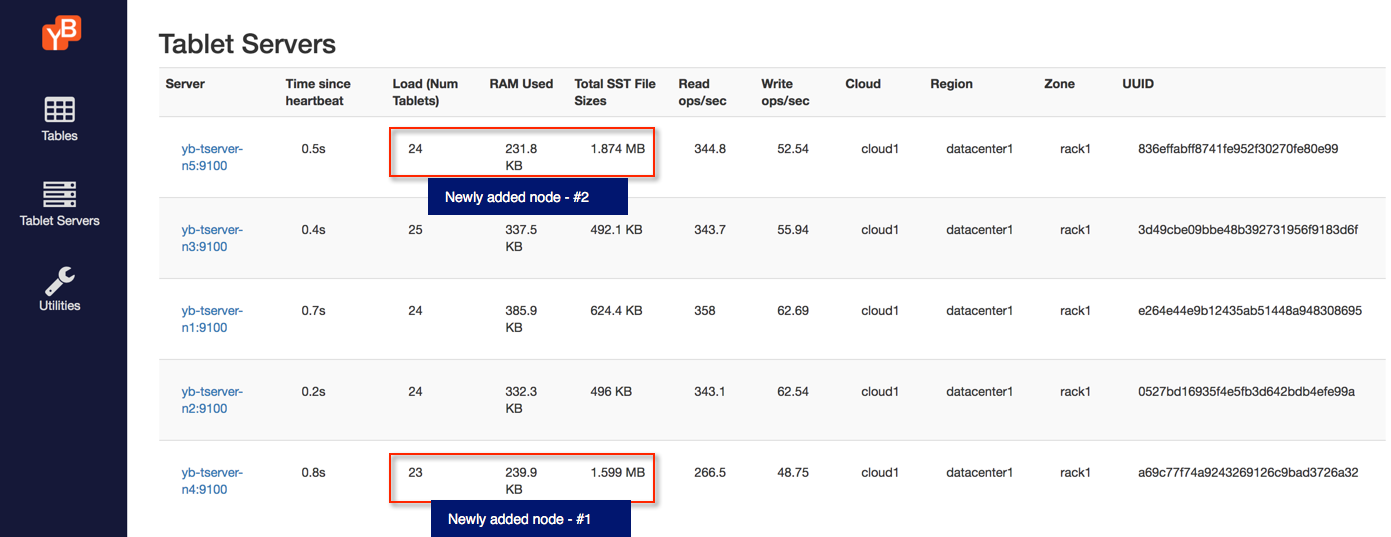 YB
Tables
Tablet Servers
Utilities
Tablet Servers
Server Time since heartbeat Load (Num Tablets) RAM Used Total SST File Sizes Read ops/sec Write ops/sec Cloud Region Zone UUID
yb-tserver-n5:9100 0.5s 24 231.8 KB 1.874 MB 344.8 52.54 cloud1 datacenter1 rack1 836effabff8741fe952f30270fe80e99
Newly added node - #2
yb-tserver-n3:9100 0.4s 25 337.5 KB 492.1 KB 343.7 55.94 cloud1 datacenter1 rack1 3d49cbe09bbe48b392731956f9183d6f
yb-tserver-n1:9100 0.7s 24 385.9 KB 624.4 KB 358 62.69 cloud1 datacenter1 rack1 e264e44e9b12435ab51448a948308695
yb-tserver-n2:9100 0.2s 24 332.3 KB 496 KB 343.1 62.54 cloud1 datacenter1 rack1 0527bd16935f4e5fb3d642bdb4efe99a
yb-tserver-n4:9100 0.8s 23 239.9 KB 1.599 MB 266.5 48.75 cloud1 datacenter1 rack1 a69c77f74a9243269126c9bad3726a32
Newly added node - #1